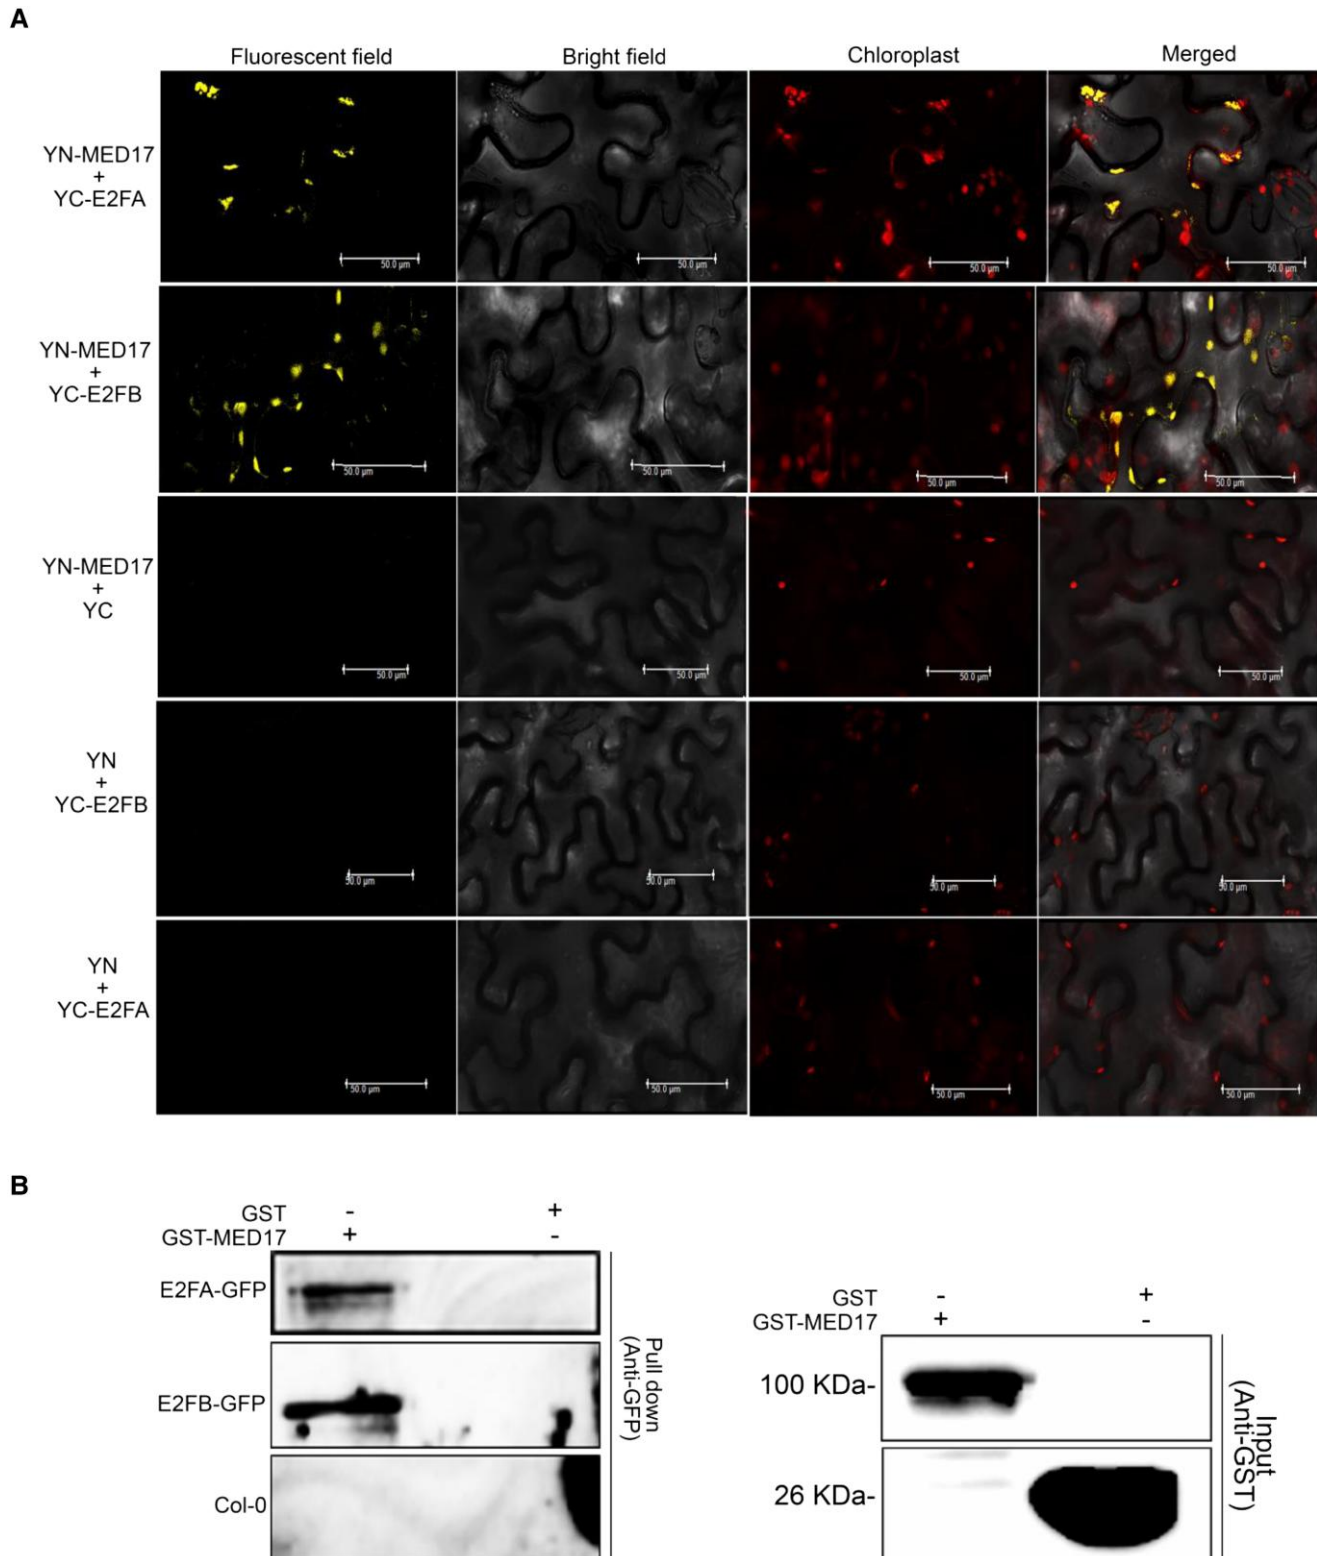 A
Fluorescent field Bright field Chloroplast Merged
YN-MED17
+
YC-E2FA
50.0 µm 50.0 µm 50.0 µm 50.0 µm
YN-MED17
+
YC-E2FB
50.0 µm 50.0 µm 50.0 µm 50.0 µm
YN-MED17
+
YC
50.0 µm 50.0 µm 50.0 µm 50.0 µm
YN
+
YC-E2FB
50.0 µm 50.0 µm 50.0 µm 50.0 µm
YN
+
YC-E2FA
50.0 µm 50.0 µm 50.0 µm 50.0 µm
B
GST - +
GST-MED17 + -
E2FA-GFP
E2FB-GFP
Col-0
Pull down
(Anti-GFP)
GST - +
GST-MED17 + -
100 KDa-
26 KDa-
Input
(Anti-GST)